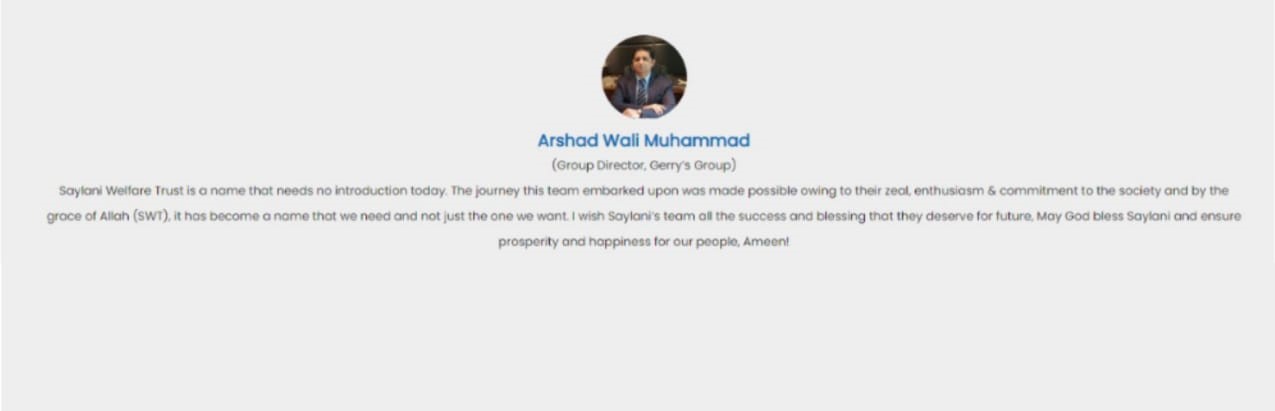 Arshad Wali Muhammad
(Group Director, Gerry's Group)
Saylani Welfare Trust is a name that needs no introduction today. The journey this team embarked upon was made possible owing to their zeal, enthusiasm & commitment to the society and by the
grace of Allah (SWT), it has become a name that we need and not just the one we want. I wish Saylani's team all the success and blessing that they deserve for future, May God bless Saylani and ensure
prosperity and happiness for our people, Ameen!